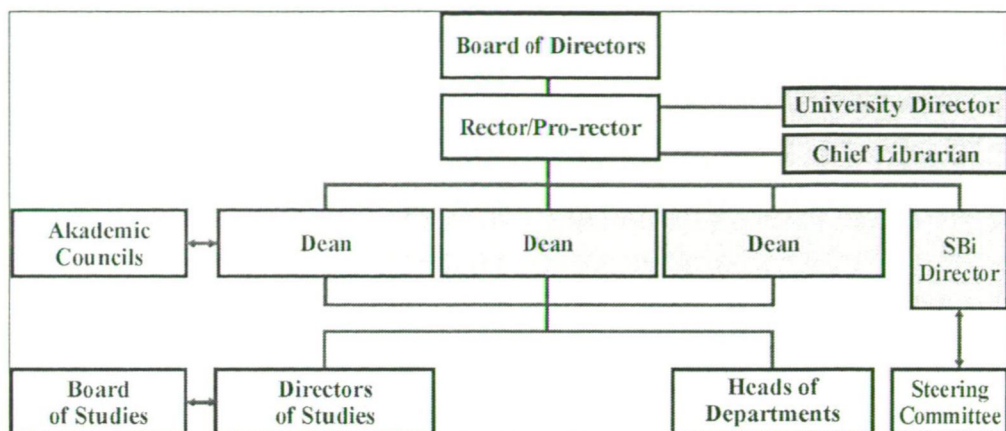 Board of Directors
Rector/Pro-rector
University Director
Chief Librarian
Akademic
Councils
Dean
Dean
Dean
SBi
Director
Board
of Studies
Directors
of Studies
Heads of
Departments
Steering
Committee